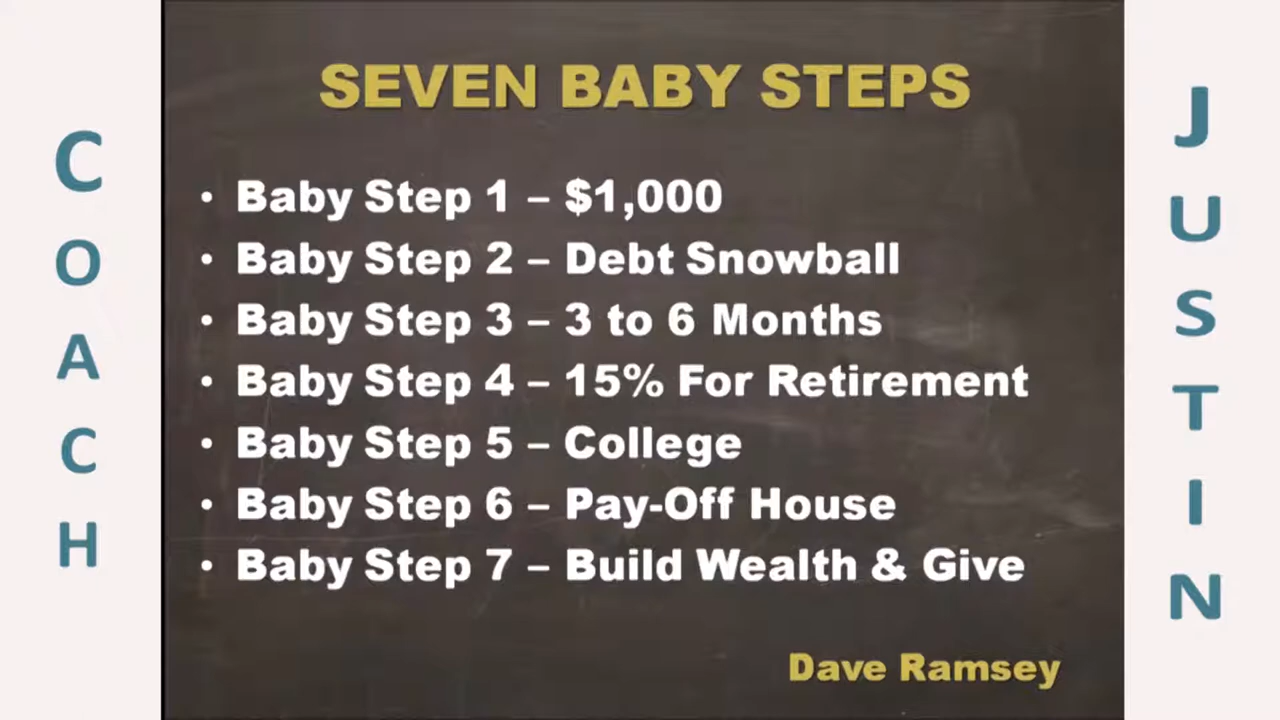 COACH
SEVEN BABY STEPS
• Baby Step 1 – $1,000
• Baby Step 2 – Debt Snowball
• Baby Step 3 – 3 to 6 Months
• Baby Step 4 – 15% For Retirement
• Baby Step 5 – College
• Baby Step 6 – Pay-Off House
• Baby Step 7 – Build Wealth & Give
Dave Ramsey
JUSTIN